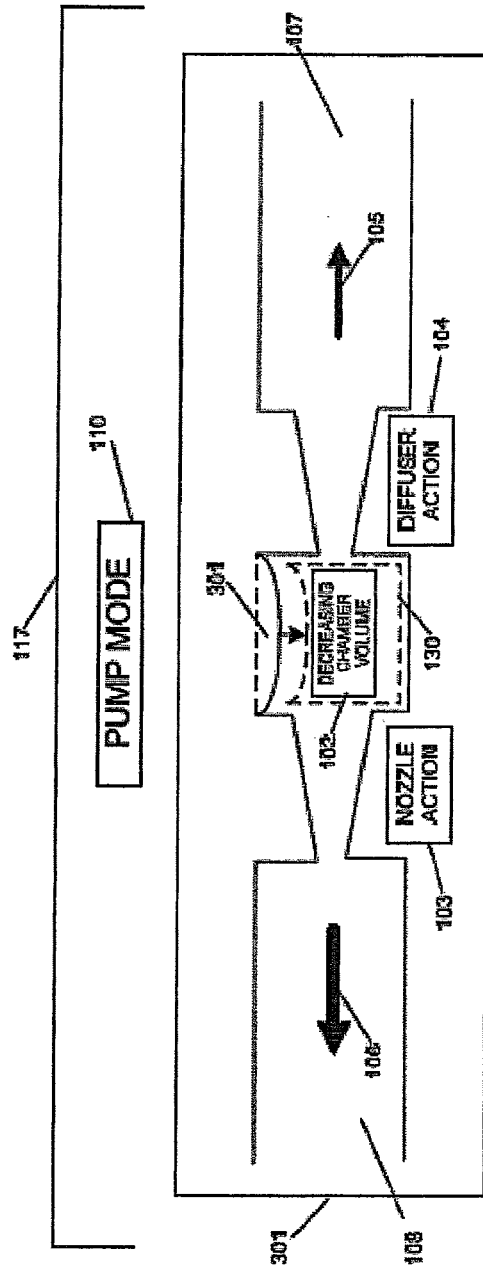 117
110
PUMP MODE
301
DECREASING
CHAMBER
VOLUME
102
130
NOZZLE
ACTION
103
DIFFUSER
ACTION
104
105
107
106
108
301